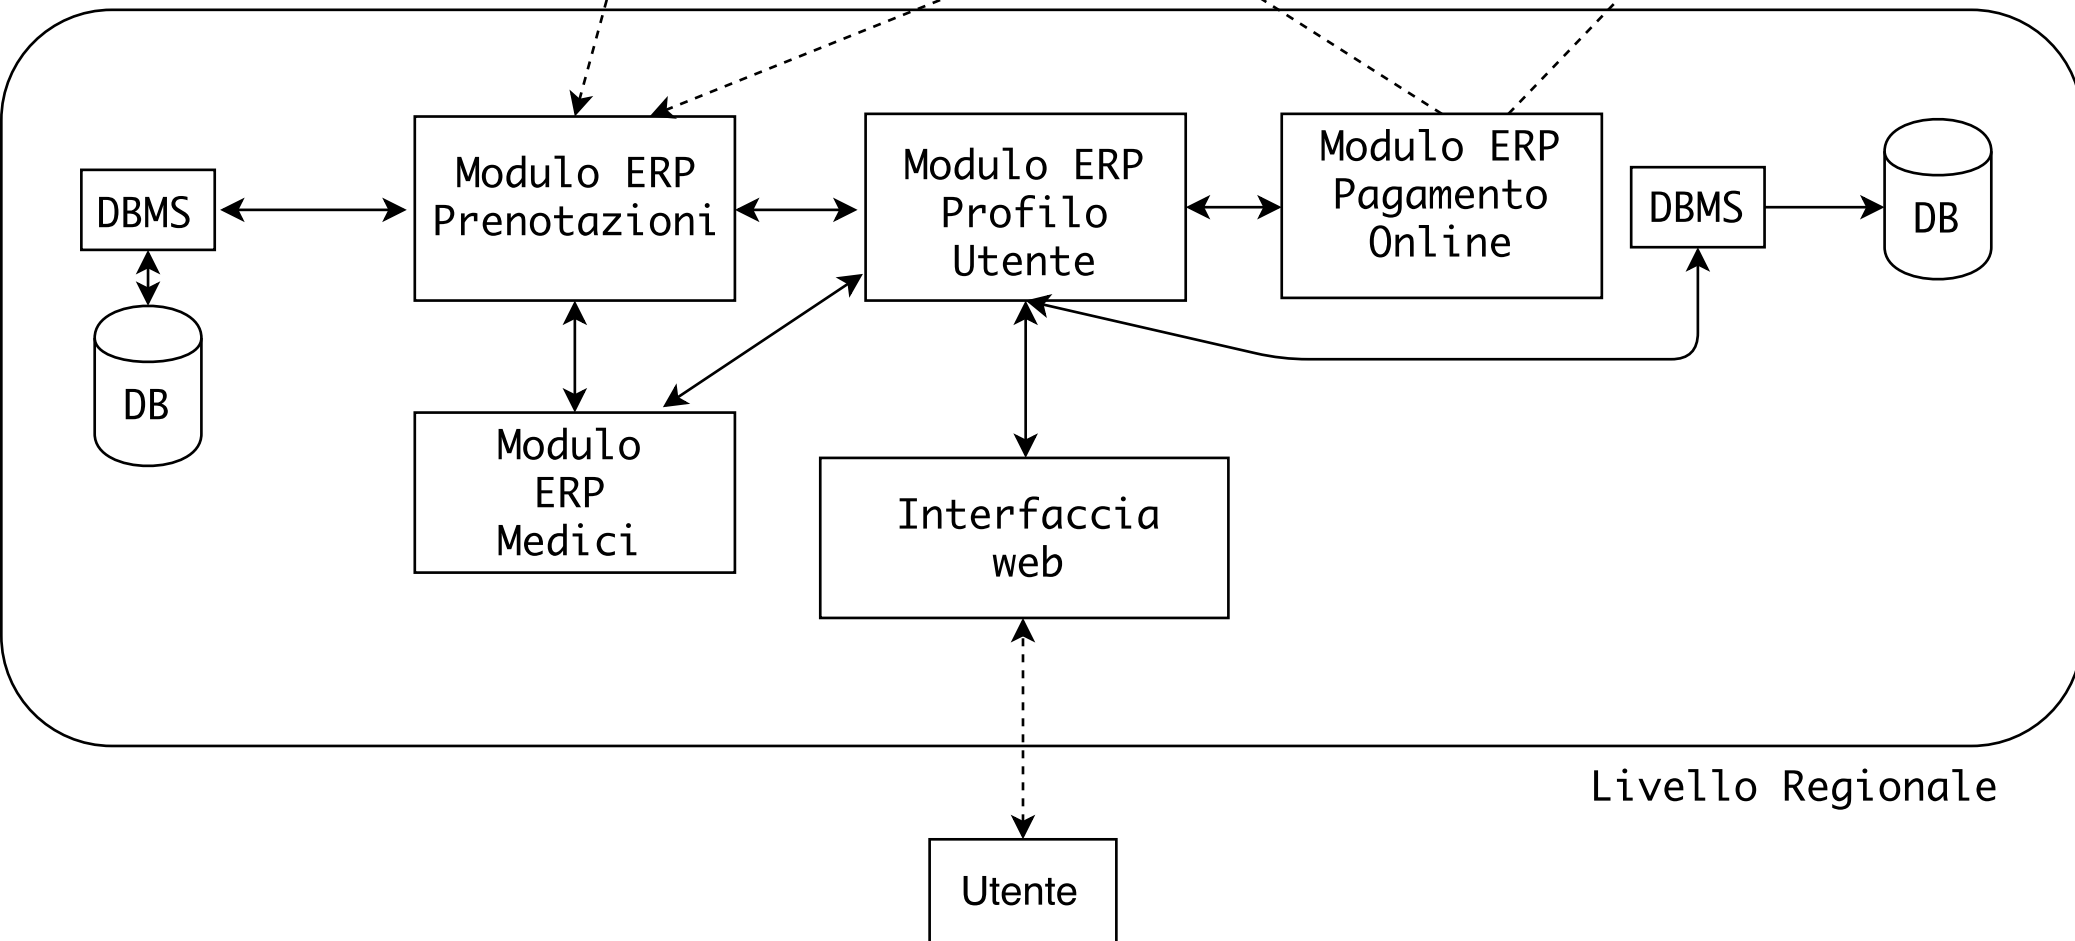 DBMS
DB
Modulo ERP
Prenotazioni
Modulo ERP
Profilo
Utente
Modulo ERP
Pagamento
Online
DBMS
DB
Modulo
ERP
Medici
Interfaccia
web
Livello Regionale
Utente